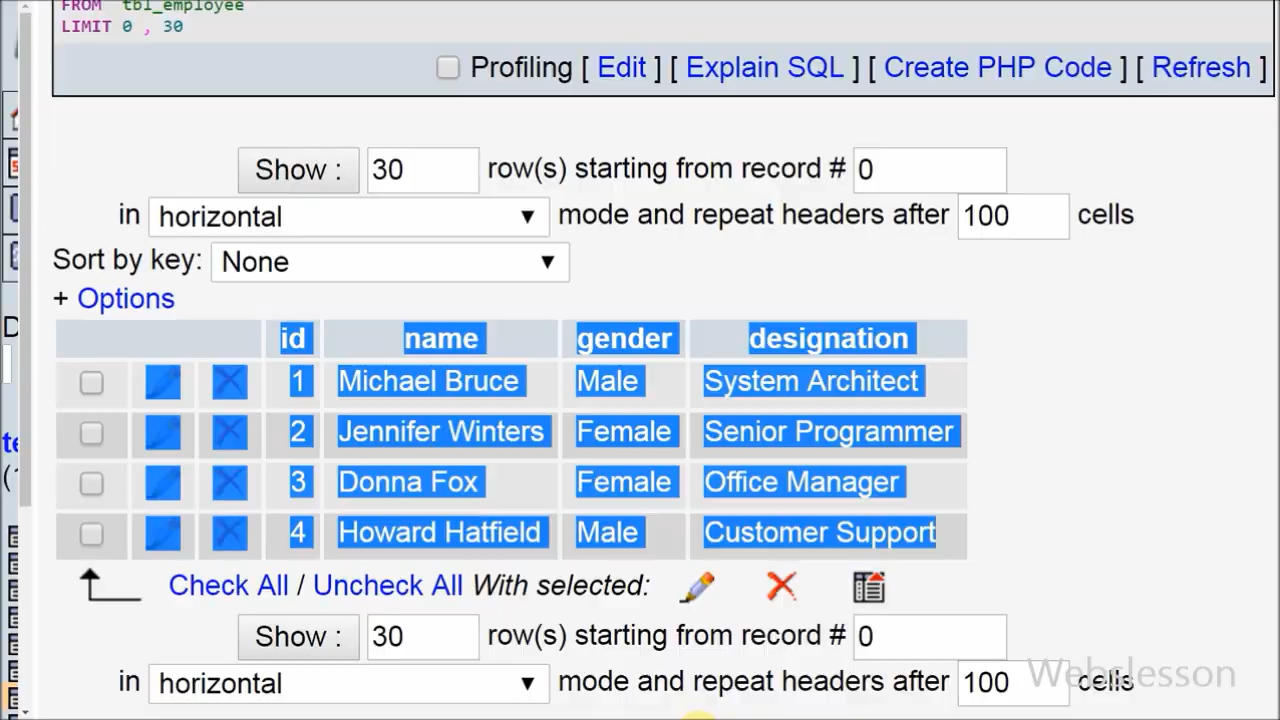 FROM tbl_employee
LIMIT 0 , 30
Profiling [ Edit ] [ Explain SQL ] [ Create PHP Code ] [ Refresh ]
Show : 30 row(s) starting from record # 0
in horizontal mode and repeat headers after 100 cells
Sort by key: None
+ Options
id name gender designation
1 Michael Bruce Male System Architect
2 Jennifer Winters Female Senior Programmer
3 Donna Fox Female Office Manager
4 Howard Hatfield Male Customer Support
Check All / Uncheck All With selected:
Show : 30 row(s) starting from record # 0
in horizontal mode and repeat headers after 100 cells
Webslesson